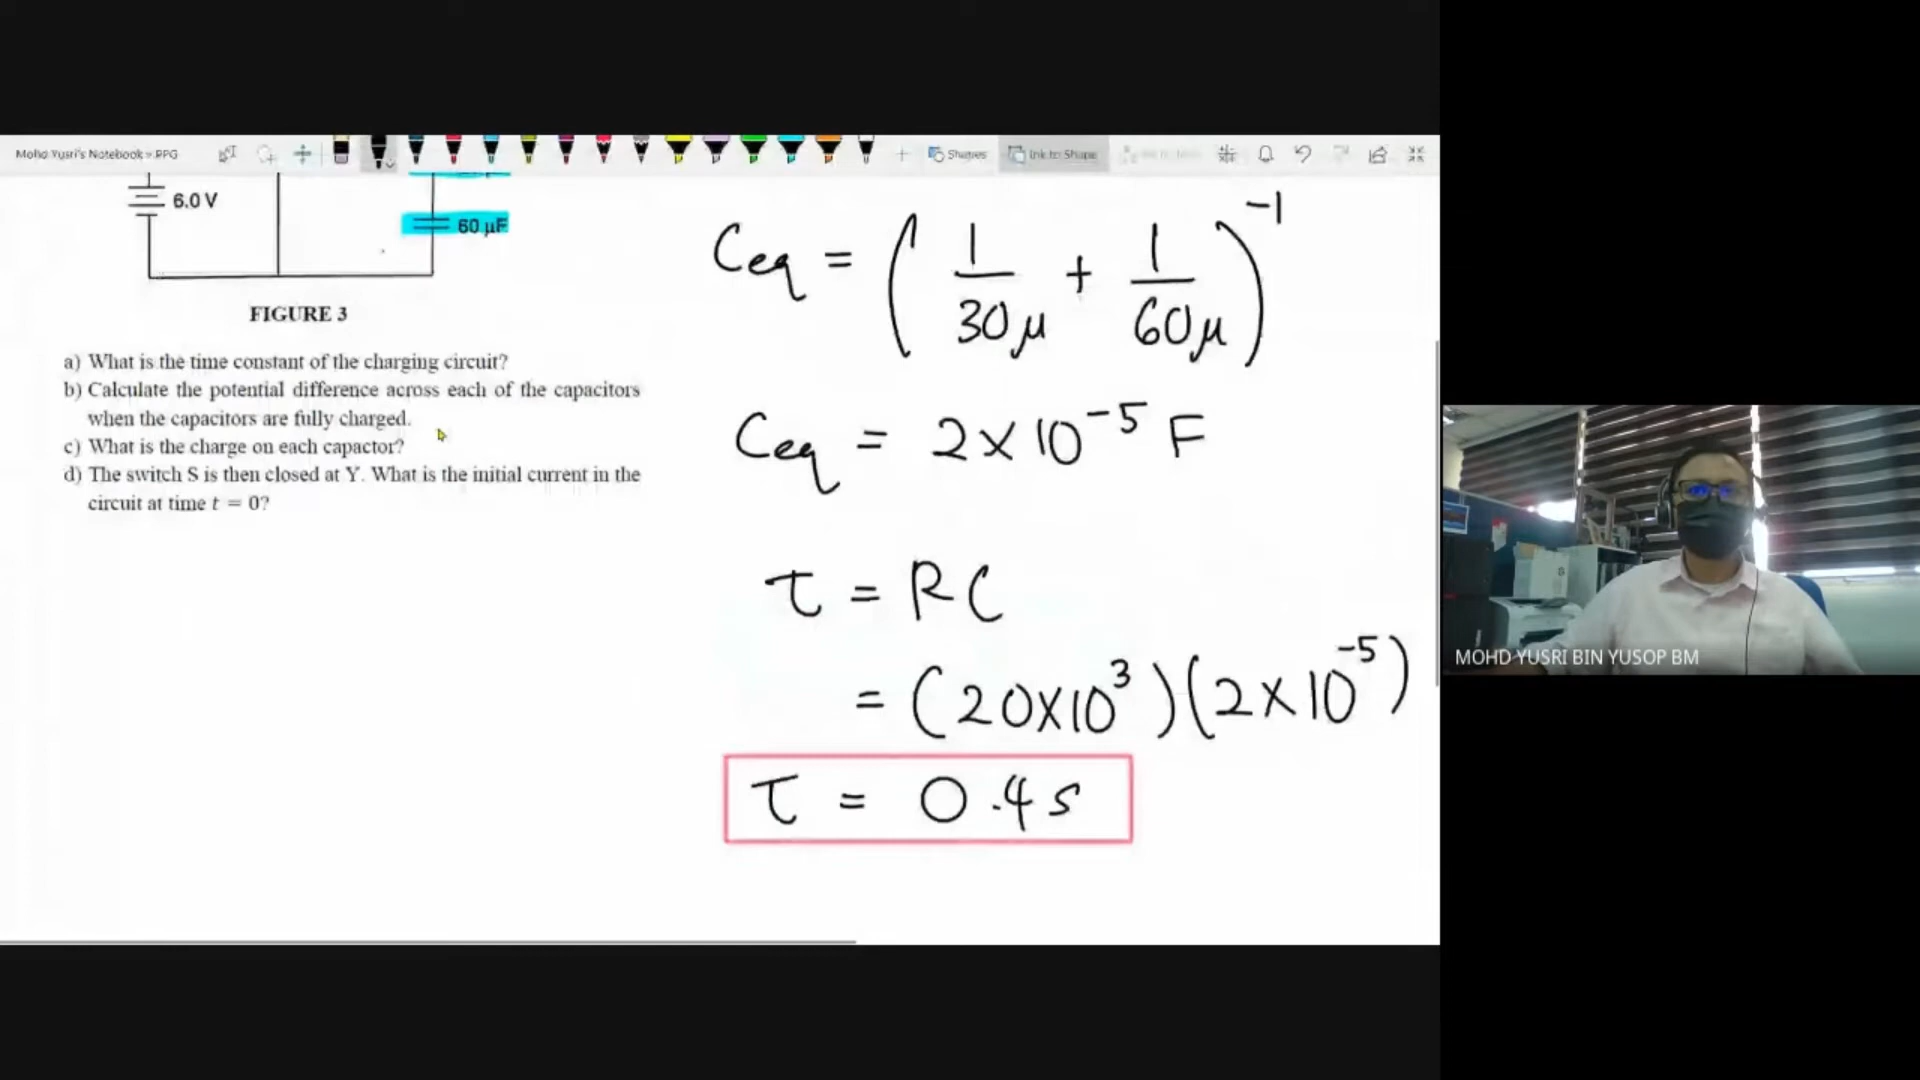 Mohd Yusri's Notebook » PPG
Shapes
Ink to Shape
6.0 V
60 µF
FIGURE 3
a) What is the time constant of the charging circuit?
b) Calculate the potential difference across each of the capacitors
when the capacitors are fully charged.
c) What is the charge on each capactor?
d) The switch S is then closed at Y. What is the initial current in the
circuit at time t = 0?
Ceq = (1/30µ + 1/60µ)⁻¹
Ceq = 2 × 10⁻⁵ F
τ = RC
= (20×10³)(2×10⁻⁵)
τ = 0.4 s
MOHD YUSRI BIN YUSOP BM